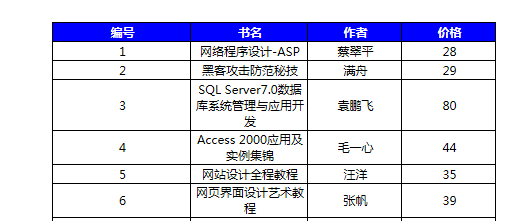 编号 书名 作者 价格
1 网络程序设计-ASP 蔡翠平 28
2 黑客攻击防范秘技 满舟 29
3 SQL Server7.0数据 袁鹏飞 80
库系统管理与应用开
发
4 Access 2000应用及 毛一心 44
实例集锦
5 网站设计全程教程 汪洋 35
6 网页界面设计艺术教 张帆 39
程